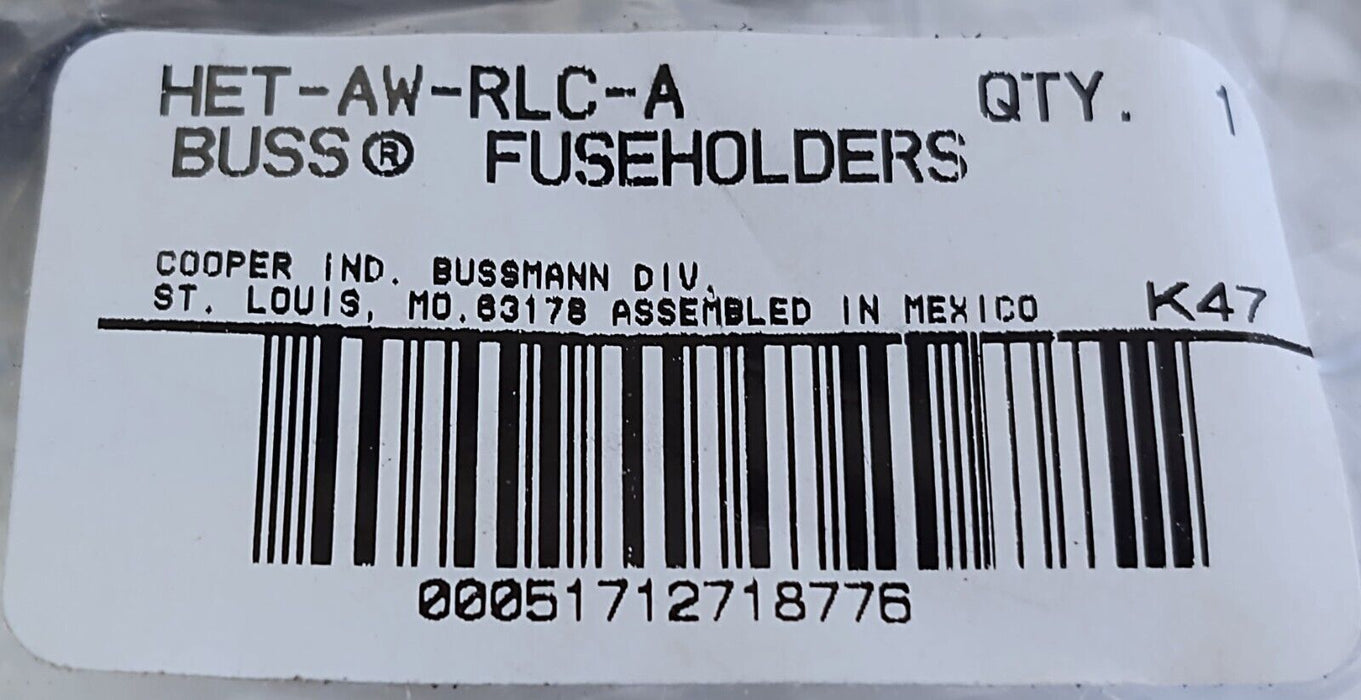 HET-AW-RLC-A QTY. 1
BUSS® FUSEHOLDERS
COOPER IND. BUSSMANN DIV.
ST. LOUIS, MO.63178 ASSEMBLED IN MEXICO K47
00051712718776